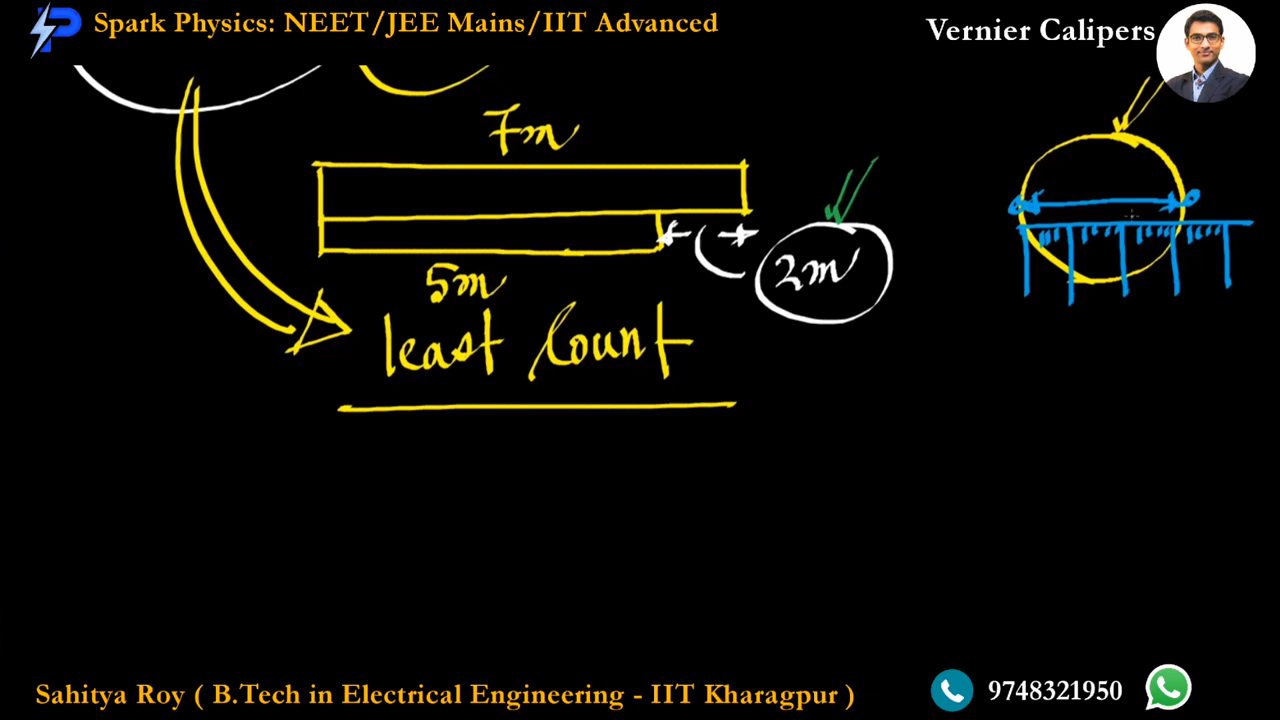 Spark Physics: NEET/JEE Mains/IIT Advanced
Vernier Calipers
7m
2m
5m
least Count
Sahitya Roy ( B.Tech in Electrical Engineering - IIT Kharagpur )
9748321950